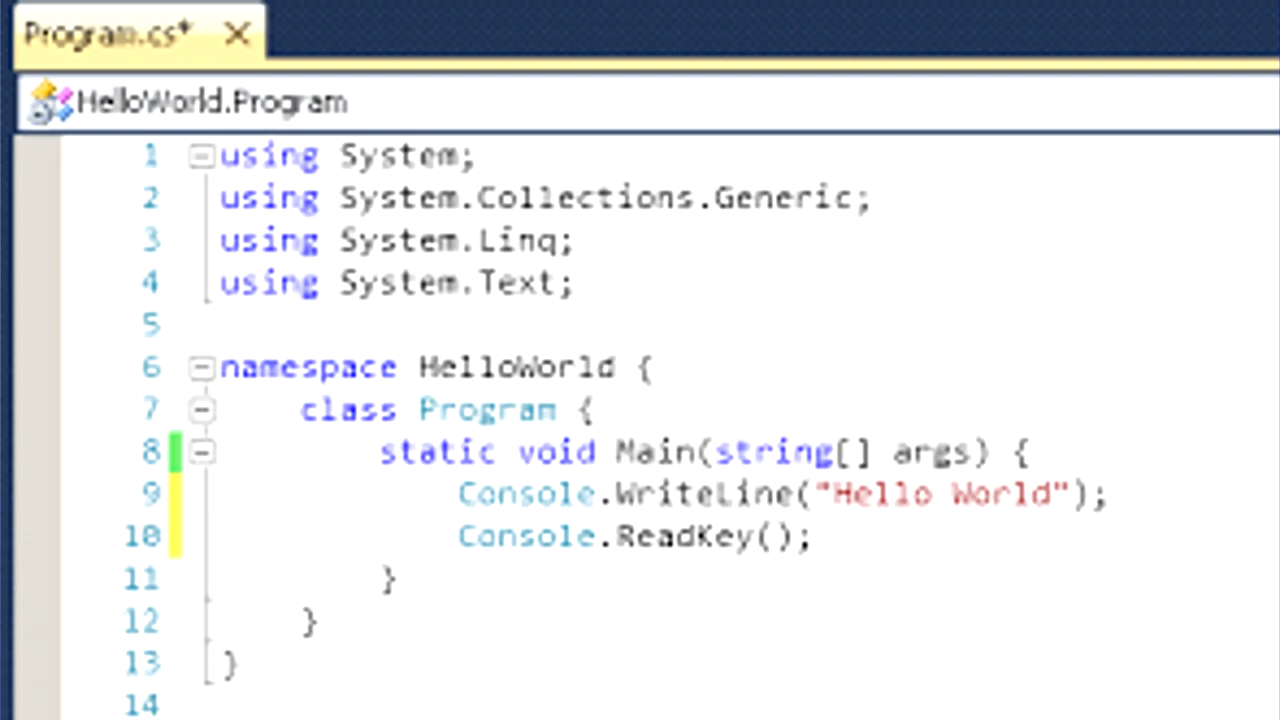 Program.cs*
HelloWorld.Program
1 using System;
2 using System.Collections.Generic;
3 using System.Linq;
4 using System.Text;
5
6 namespace HelloWorld {
7     class Program {
8         static void Main(string[] args) {
9             Console.WriteLine("Hello World");
10             Console.ReadKey();
11         }
12     }
13 }
14